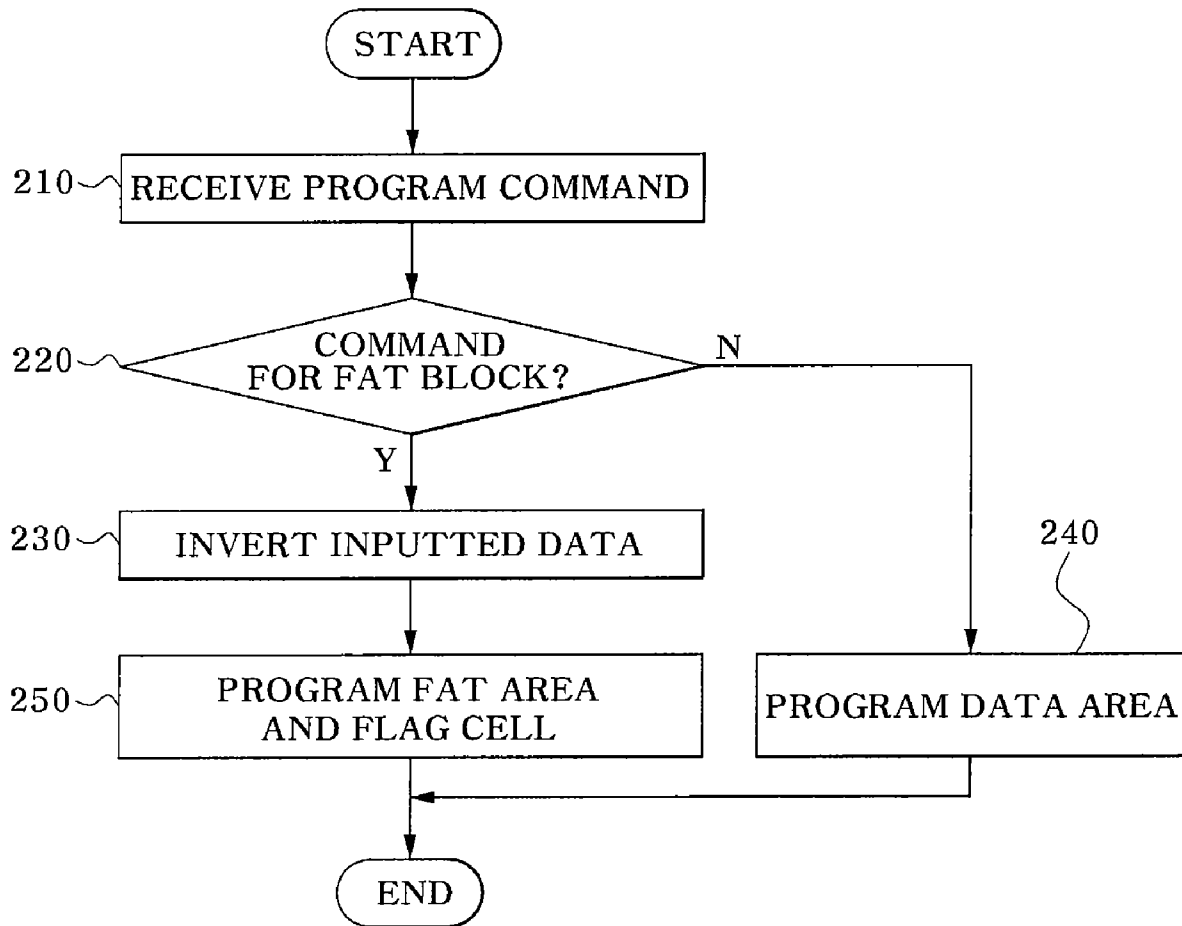 START
210
RECEIVE PROGRAM COMMAND
220
COMMAND
FOR FAT BLOCK?
N
Y
230
INVERT INPUTTED DATA
240
250
PROGRAM FAT AREA
AND FLAG CELL
PROGRAM DATA AREA
END